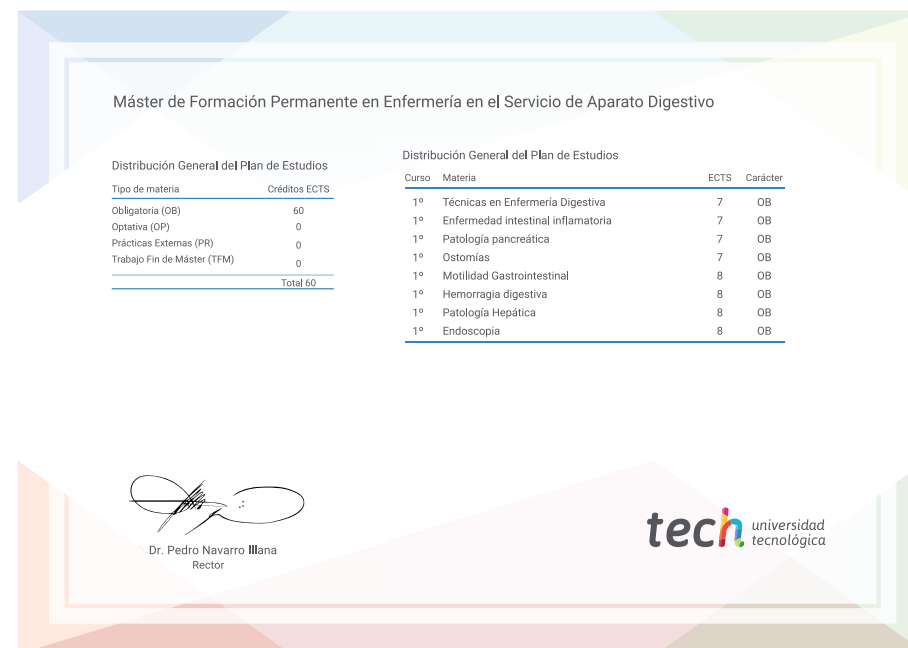 Máster de Formación Permanente en Enfermería en el Servicio de Aparato Digestivo
Distribución General del Plan de Estudios
Tipo de materia Créditos ECTS
Obligatoria (OB) 60
Optativa (OP) 0
Prácticas Externas (PR) 0
Trabajo Fin de Máster (TFM) 0
Total 60
Distribución General del Plan de Estudios
Curso Materia ECTS Carácter
1º Técnicas en Enfermería Digestiva 7 OB
1º Enfermedad intestinal inflamatoria 7 OB
1º Patología pancreática 7 OB
1º Ostomías 7 OB
1º Motilidad Gastrointestinal 8 OB
1º Hemorragia digestiva 8 OB
1º Patología Hepática 8 OB
1º Endoscopia 8 OB
Dr. Pedro Navarro Illana
Rector
tech universidad
tecnológica